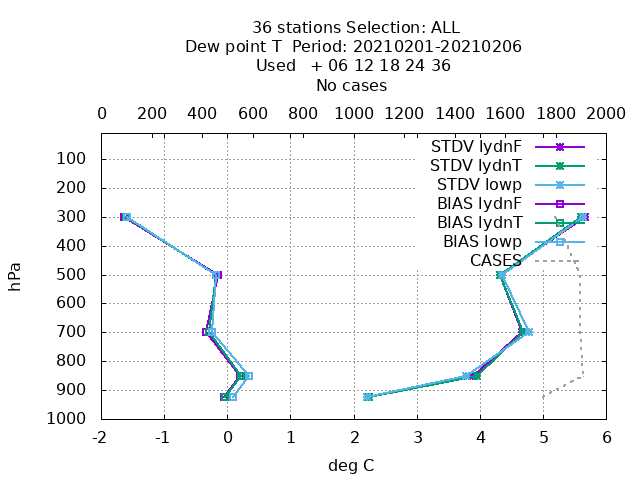 36 stations Selection: ALL
Dew point T  Period: 20210201-20210206
Used   + 06 12 18 24 36
No cases
0 200 400 600 800 1000 1200 1400 1600 1800 2000
STDV lydnF
STDV lydnT
STDV lowp
BIAS lydnF
BIAS lydnT
BIAS lowp
CASES
100
200
300
400
500
600
700
800
900
1000
hPa
-2 -1 0 1 2 3 4 5 6
deg C